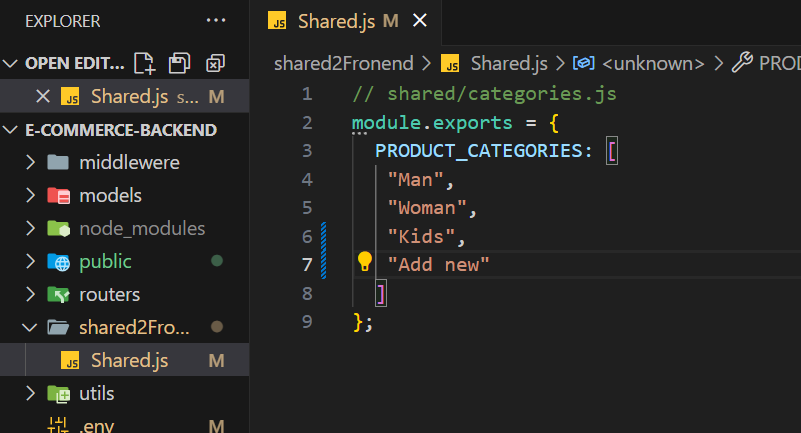 EXPLORER
...
JS Shared.js M
OPEN EDIT...
shared2Fronend > JS Shared.js > <unknown> > PROD
JS Shared.js s... M
1 // shared/categories.js
E-COMMERCE-BACKEND
2 module.exports = {
middlewere
3 PRODUCT_CATEGORIES: [
models
4 "Man",
node_modules
5 "Woman",
6 "Kids",
public
7 "Add new"
routers
8 ]
shared2Fro...
9 };
JS Shared.js M
utils
.env M